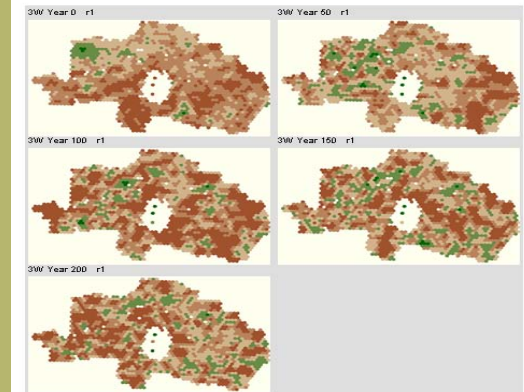 3W Year 0 r1
3W Year 50 r1
3W Year 100 r1
3W Year 150 r1
3W Year 200 r1